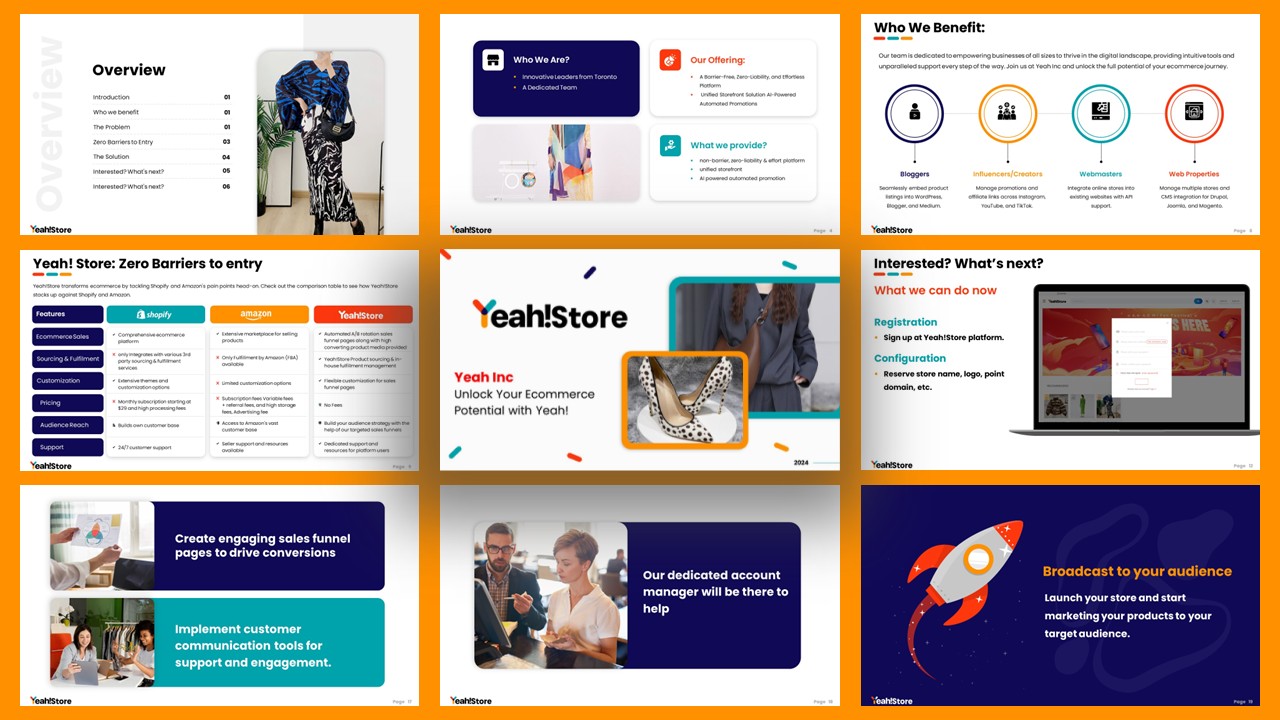 overview
Overview
Introduction 01
Who we benefit 01
The Problem 01
Zero Barriers to Entry 03
The Solution 04
Interested? What's next? 05
Interested? What's next? 06
Yeah!Store
Who We Are?
Innovative Leaders from Toronto
A Dedicated Team
Our Offering:
A Barrier-Free, Zero-Liability, and Effortless
Platform
Unified Storefront Solution AI-Powered
Automated Promotions
What we provide?
non-barrier, zero-liability & effort platform
unified storefront
AI powered automated promotion
Yeah!Store
Page 4
Who We Benefit:
Our team is dedicated to empowering businesses of all sizes to thrive in the digital landscape, providing intuitive tools and
unparalleled support every step of the way. Join us at Yeah Inc and unlock the full potential of your ecommerce journey.
Bloggers
Seamlessly embed product
listings into WordPress,
Blogger, and Medium.
Influencers/Creators
Manage promotions and
affiliate links across Instagram,
YouTube, and TikTok.
Webmasters
Integrate online stores into
existing websites with API
support.
Web Properties
Manage multiple stores and
CMS integration for Drupal,
Joomla, and Magento.
Yeah!Store
Yeah! Store: Zero Barriers to entry
Yeah!Store transforms ecommerce by tackling Shopify and Amazon's pain points head-on. Check out the comparison table to see how Yeah!Store
stocks up against Shopify and Amazon.
Features
shopify
amazon
Yeah!Store
Ecommerce Sales
Comprehensive ecommerce
platform
Extensive marketplace for selling
products
Automated A/B rotation sales
funnel pages along with high
converting product media provided
Sourcing & Fulfilment
only integrates with various 3rd
party sourcing & fulfillment
services
Only Fulfillment by Amazon (FBA)
available
Yeah!Store Product sourcing & in-
house fulfillment management
Customization
Extensive themes and
customization options
Limited customization options
Flexible customization for sales
funnel pages
Pricing
Monthly subscription starting at
$29 and high processing fees
Subscription fees Variable fees
+ referral fees, and high storage
fees, Advertising fee
No Fees
Audience Reach
Builds own customer base
Access to Amazon's vast
customer base
Build your audience strategy with the
help of our targeted sales funnels
Support
24/7 customer support
Seller support and resources
available
Dedicated support and
resources for platform users
Yeah!Store
Yeah!Store
Yeah Inc
Unlock Your Ecommerce
Potential with Yeah!
2024
Interested? What's next?
What we can do now
Registration
Sign up at Yeah!Store platform.
Configuration
Reserve store name, logo, point
domain, etc.
Yeah!Store
Page 12
Create engaging sales funnel
pages to drive conversions
Implement customer
communication tools for
support and engagement.
Yeah!Store
Page 17
Our dedicated account
manager will be there to
help
Yeah!Store
Page 18
Broadcast to your audience
Launch your store and start
marketing your products to your
target audience.
Yeah!Store
Page 19